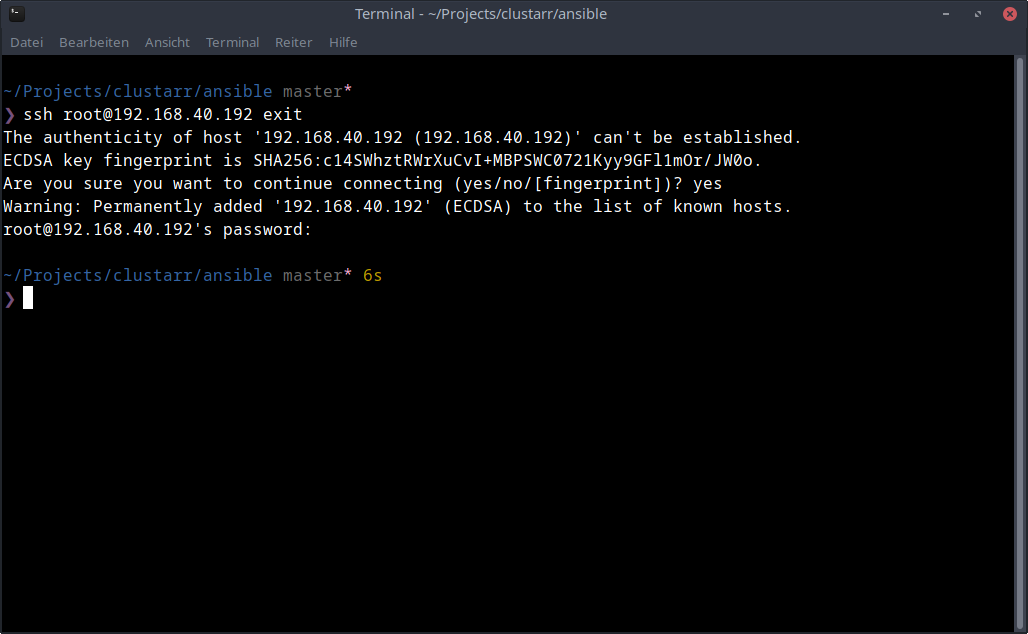 Terminal - ~/Projects/clustarr/ansible
Datei Bearbeiten Ansicht Terminal Reiter Hilfe
~/Projects/clustarr/ansible master*
❯ ssh root@192.168.40.192 exit
The authenticity of host '192.168.40.192 (192.168.40.192)' can't be established.
ECDSA key fingerprint is SHA256:c14SWhztRWrXuCvI+MBPSWC0721Kyy9GFl1mOr/JW0o.
Are you sure you want to continue connecting (yes/no/[fingerprint])? yes
Warning: Permanently added '192.168.40.192' (ECDSA) to the list of known hosts.
root@192.168.40.192's password:
~/Projects/clustarr/ansible master* 6s
❯